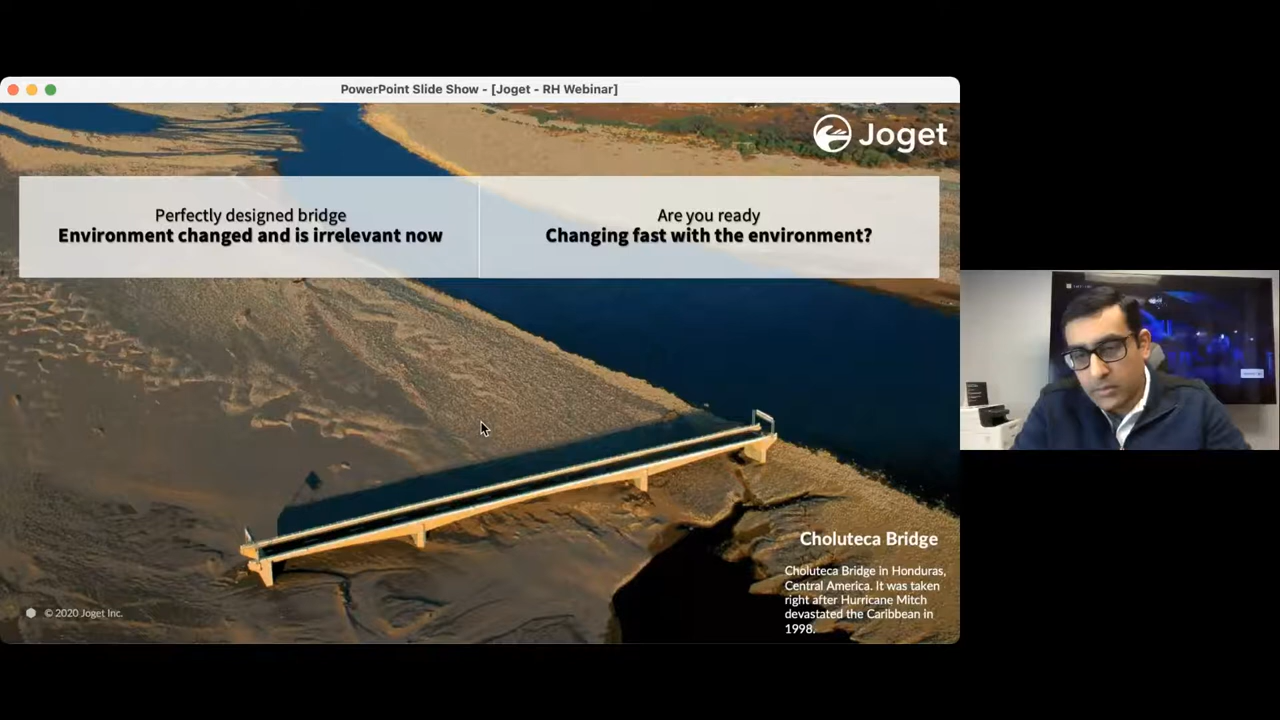 PowerPoint Slide Show - [Joget - RH Webinar]
Joget
Perfectly designed bridge
Environment changed and is irrelevant now
Are you ready
Changing fast with the environment?
Choluteca Bridge
Choluteca Bridge in Honduras,
Central America. It was taken
right after Hurricane Mitch
devastated the Caribbean in
1998.
© 2020 Joget Inc.